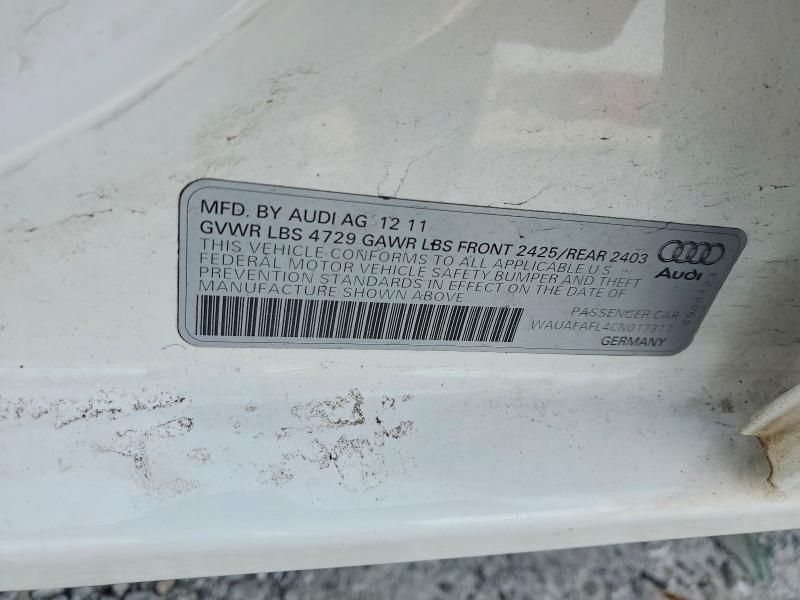 MFD. BY AUDI AG 12 11
GVWR LBS 4729 GAWR LBS FRONT 2425/REAR 2403
THIS VEHICLE CONFORMS TO ALL APPLICABLE U.S
FEDERAL MOTOR VEHICLE SAFETY, BUMPER AND THEFT
PREVENTION STANDARDS IN EFFECT ON THE DATE OF
MANUFACTURE SHOWN ABOVE
Audi
PASSENGER CAR
WAUAFAFL4CN017311
GERMANY